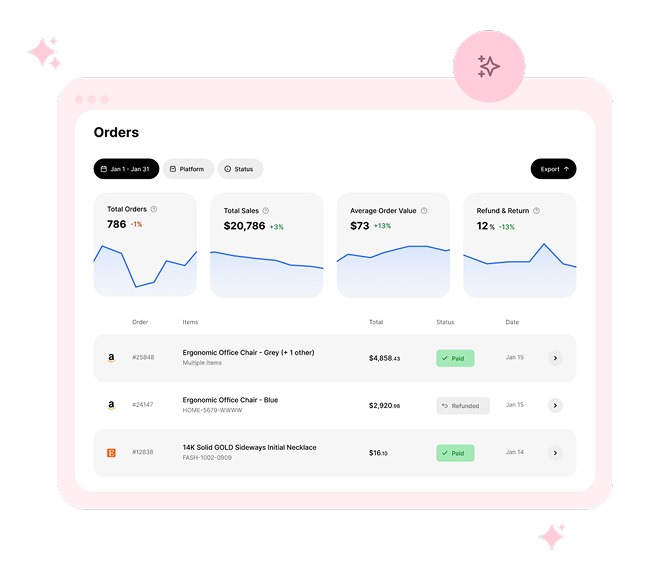 Orders
Jan 1 - Jan 31
Platform
Status
Export
Total Orders
786 -1%
Total Sales
$20,786 +3%
Average Order Value
$73 +13%
Refund & Return
12 % -13%
Order Items Total Status Date
a #25848 Ergonomic Office Chair - Grey (+ 1 other) $4,858.43 Paid Jan 15
Multiple Items
a #24147 Ergonomic Office Chair - Blue $2,920.98 Refunded Jan 15
HOME-5679-WWWW
E #12838 14K Solid GOLD Sideways Initial Necklace $16.10 Paid Jan 14
FASH-1002-0909